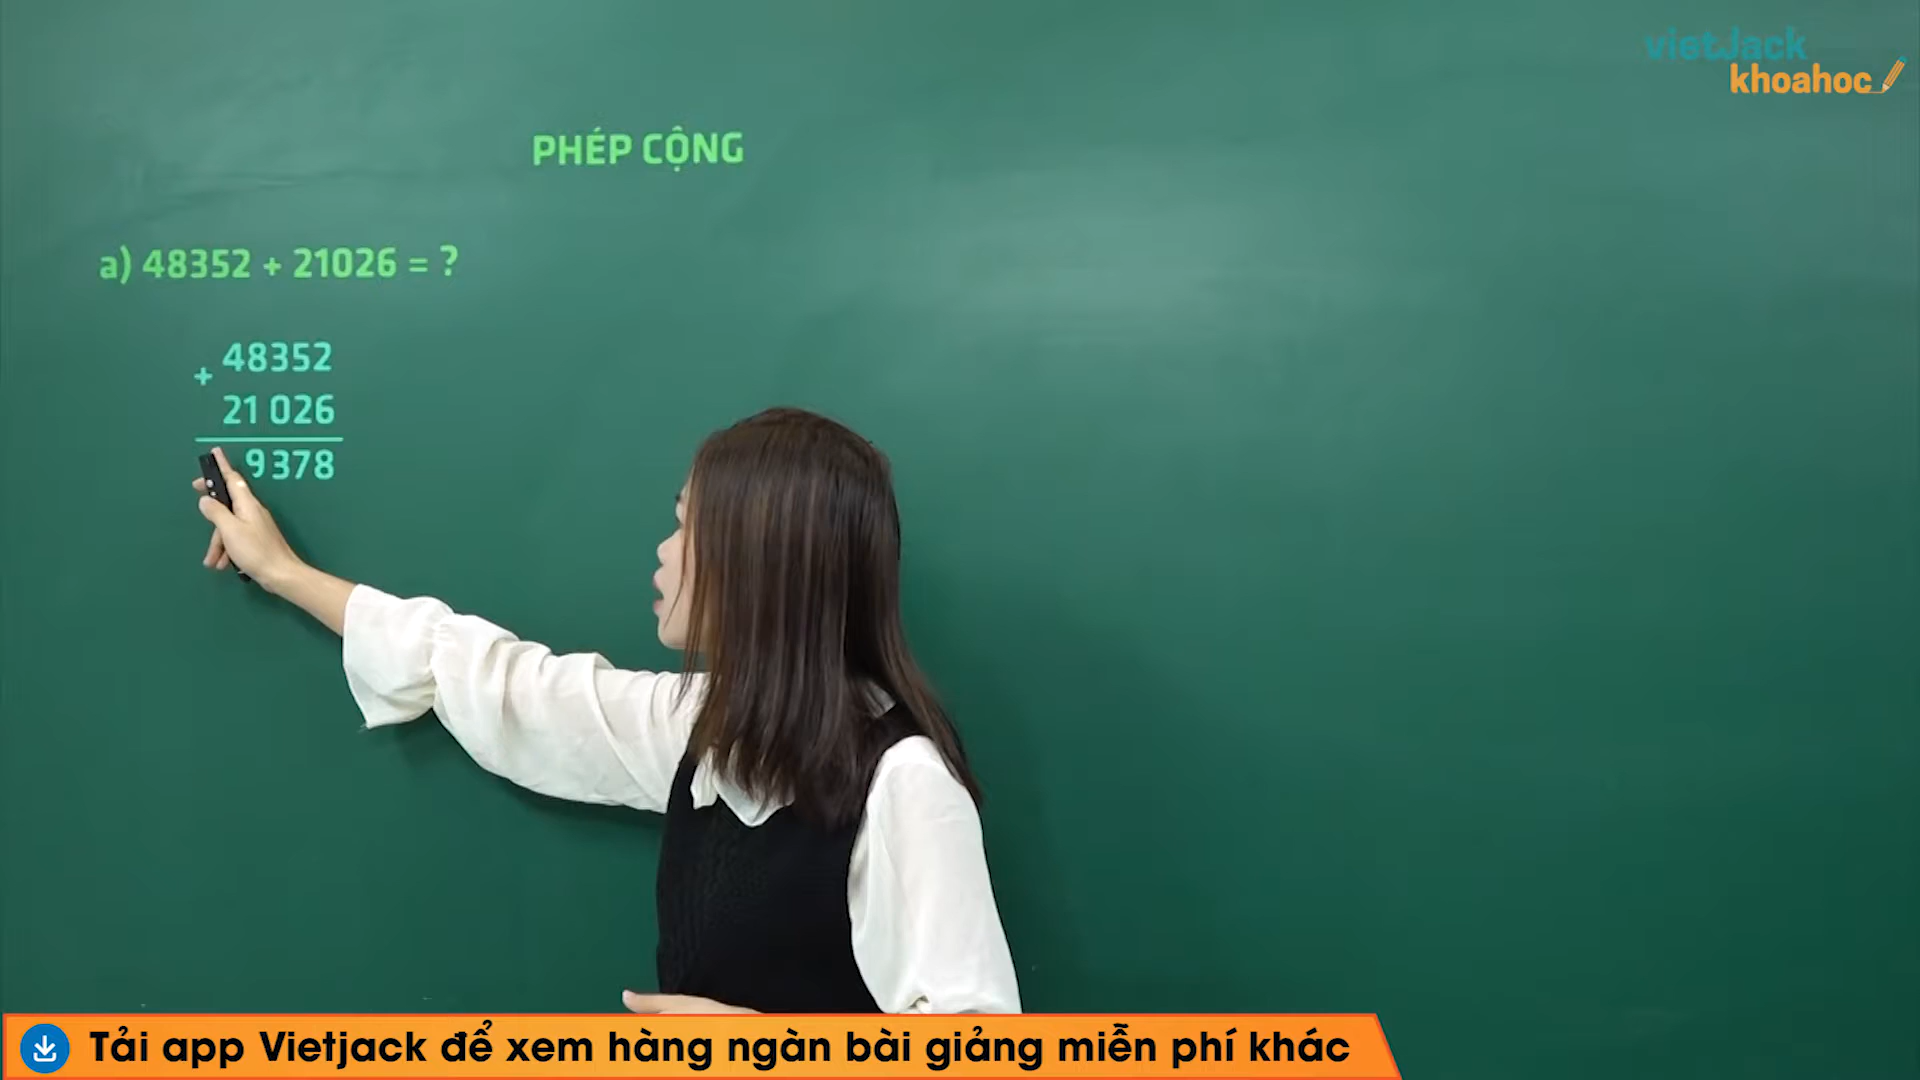 vietJack
khoahoc
PHÉP CỘNG
a) 48352 + 21026 = ?
48352
+
21 026
9378
Tải app Vietjack để xem hàng ngàn bài giảng miễn phí khác